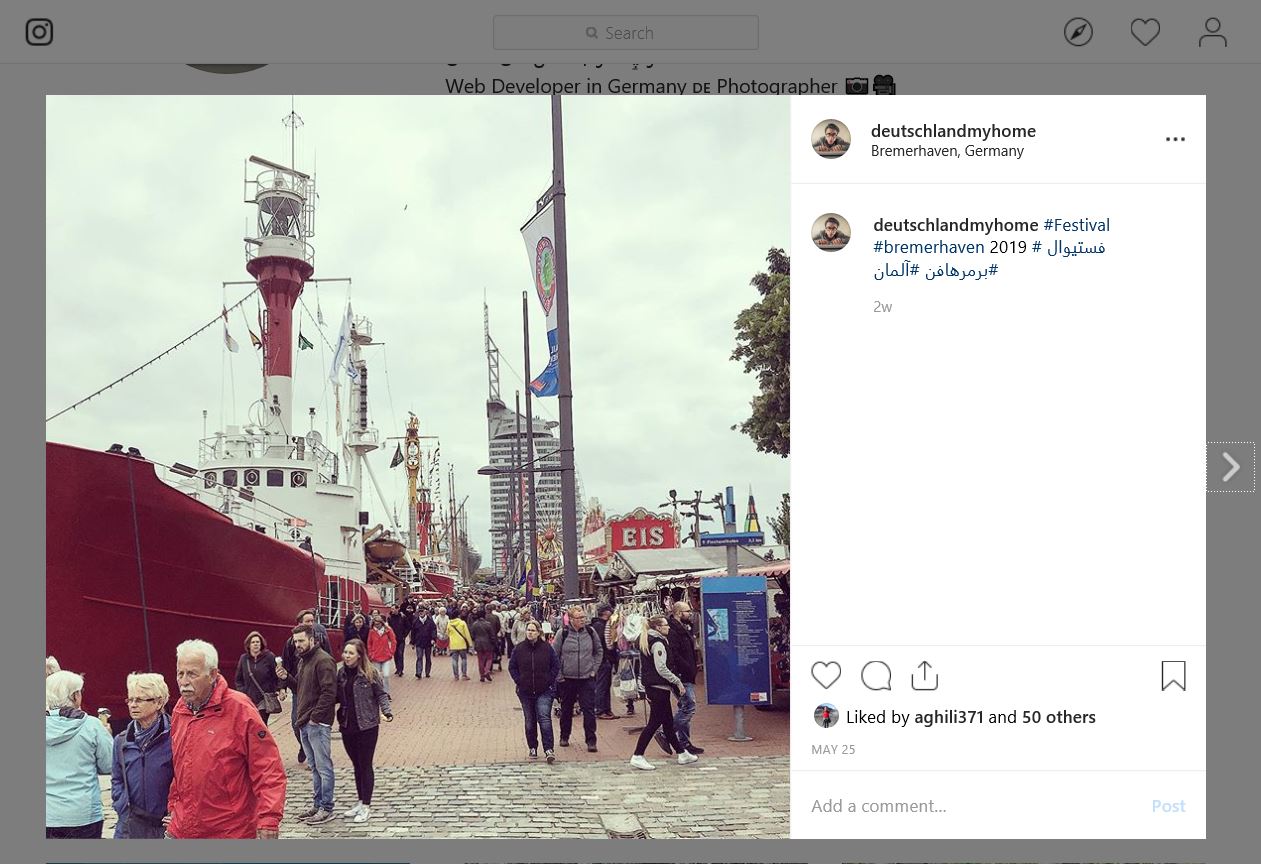 Search
Web Developer in Germany DE Photographer
deutschlandmyhome
Bremerhaven, Germany
deutschlandmyhome #Festival
#bremerhaven 2019 # فستیوال
#برمرهافن #آلمان
2w
EIS
Liked by aghili371 and 50 others
MAY 25
Add a comment...
Post